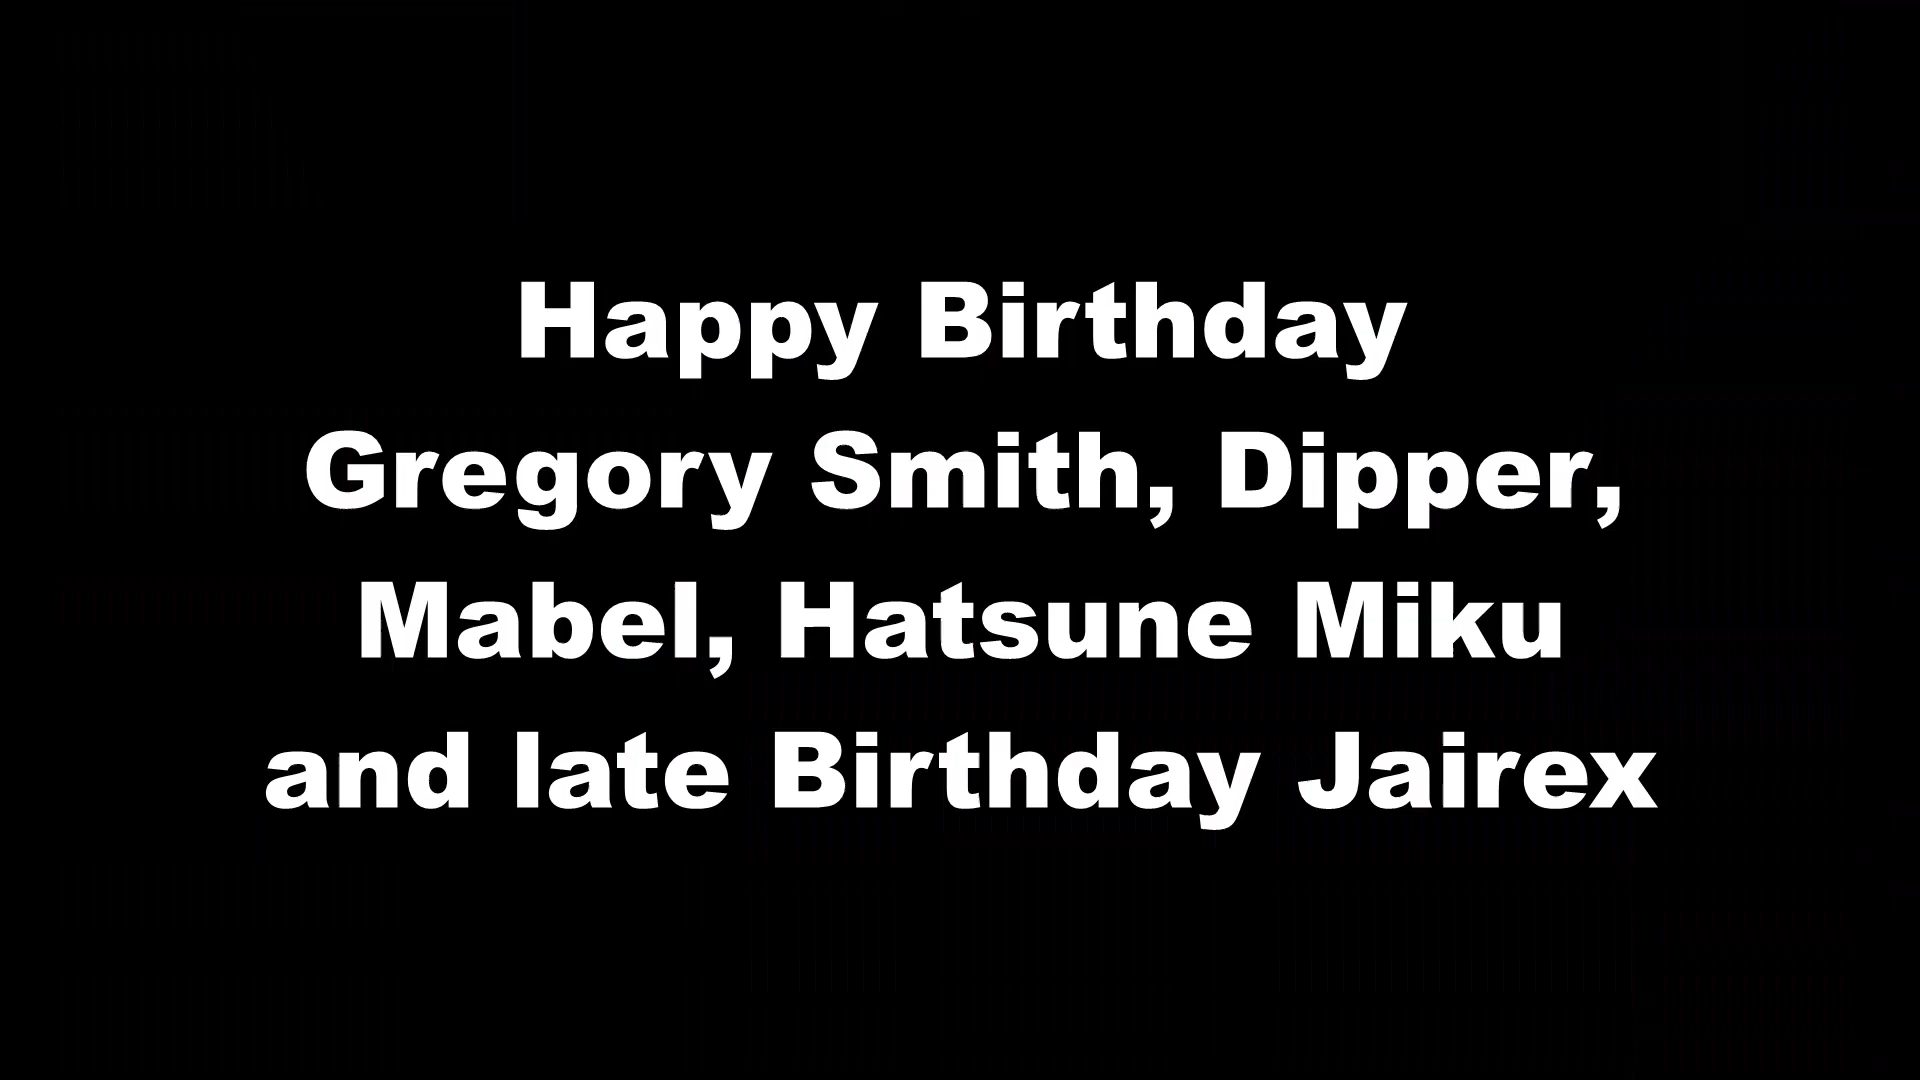 Happy Birthday
Gregory Smith, Dipper,
Mabel, Hatsune Miku
and late Birthday Jairex